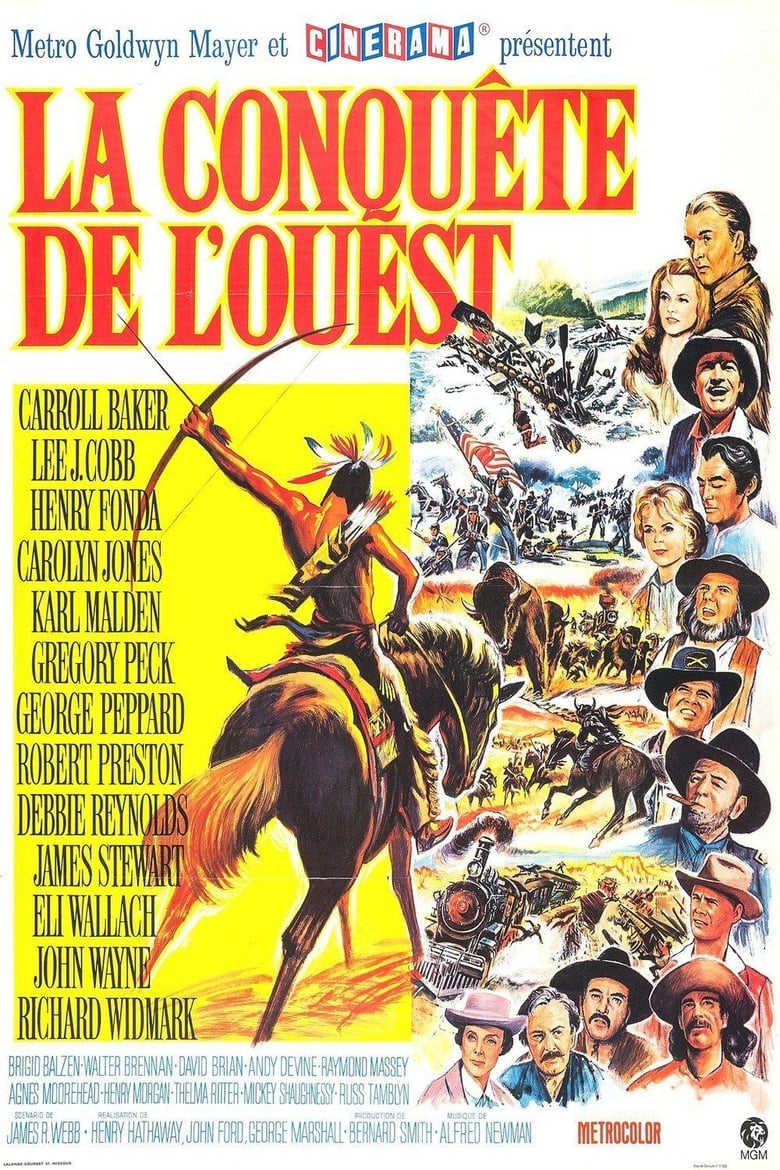 Metro Goldwyn Mayer et CINERAMA® présentent
LA CONQUÊTE
DE L'OUEST
CARROLL BAKER
LEE J. COBB
HENRY FONDA
CAROLYN JONES
KARL MALDEN
GREGORY PECK
GEORGE PEPPARD
ROBERT PRESTON
DEBBIE REYNOLDS
JAMES STEWART
ELI WALLACH
JOHN WAYNE
RICHARD WIDMARK
BRIGID BALZEN · WALTER BRENNAN · DAVID BRIAN · ANDY DEVINE · RAYMOND MASSEY
AGNES MOOREHEAD · HENRY MORGAN · THELMA RITTER · MICKEY SHAUGHNESSY · RUSS TAMBLYN
SCENARIO DE REALISATION DE PRODUCTION DE MUSIQUE DE
JAMES R. WEBB · HENRY HATHAWAY, JOHN FORD, GEORGE MARSHALL · BERNARD SMITH · ALFRED NEWMAN
METROCOLOR
MGM